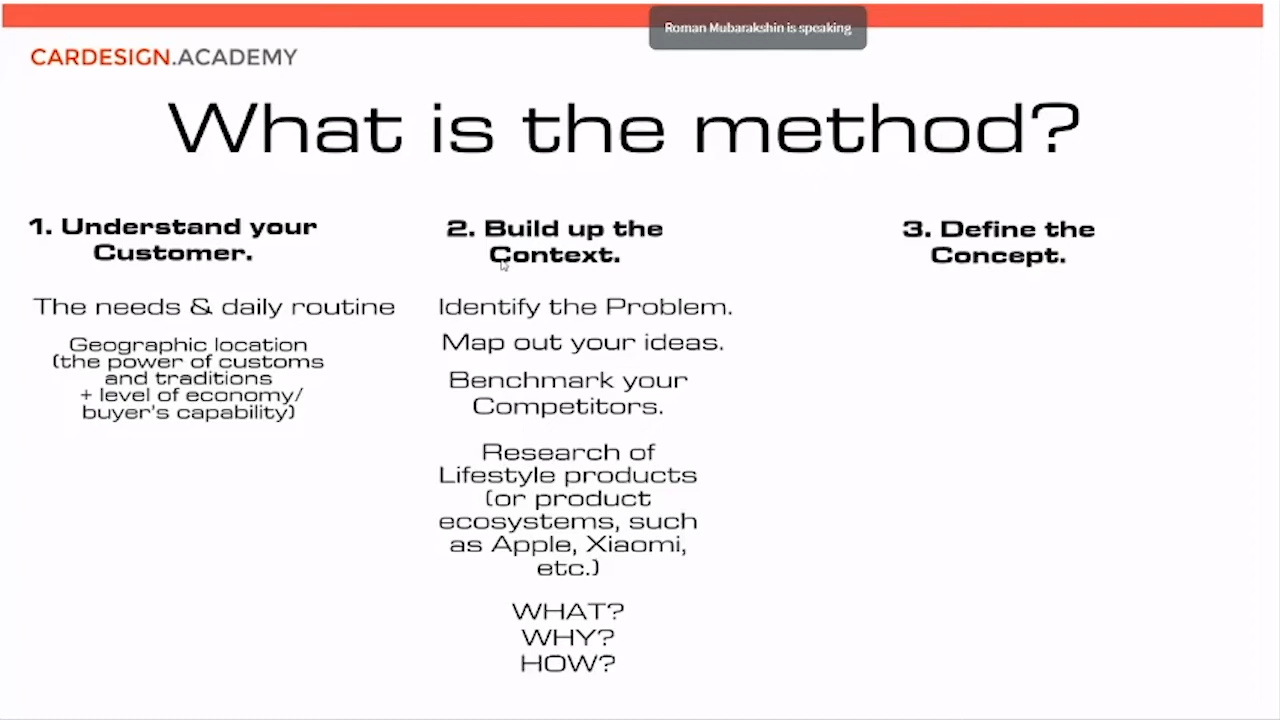 Roman Mubarakshin is speaking
CARDESIGN.ACADEMY
What is the method?
1. Understand your
Customer.
The needs & daily routine
Geographic location
(the power of customs
and traditions
+ level of economy/
buyer's capability)
2. Build up the
Context.
Identify the Problem.
Map out your ideas.
Benchmark your
Competitors.
Research of
Lifestyle products
(or product
ecosystems, such
as Apple, Xiaomi,
etc.)
WHAT?
WHY?
HOW?
3. Define the
Concept.